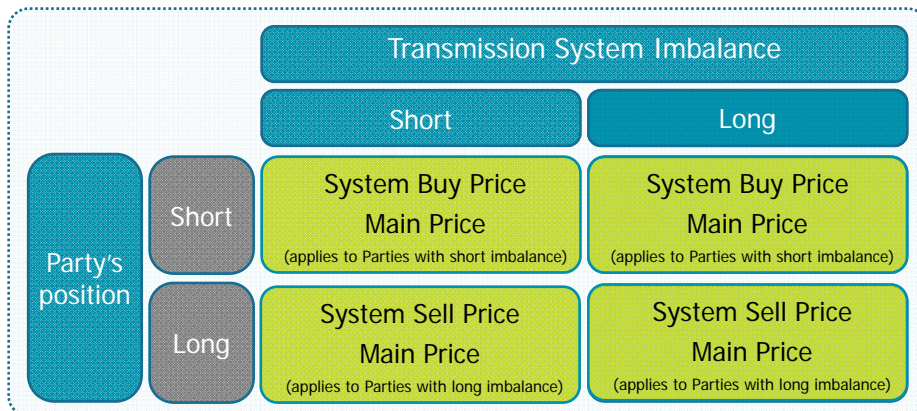 Transmission System Imbalance
Short
Long
Party's
position
Short
System Buy Price
Main Price
(applies to Parties with short imbalance)
System Buy Price
Main Price
(applies to Parties with short imbalance)
Long
System Sell Price
Main Price
(applies to Parties with long imbalance)
System Sell Price
Main Price
(applies to Parties with long imbalance)